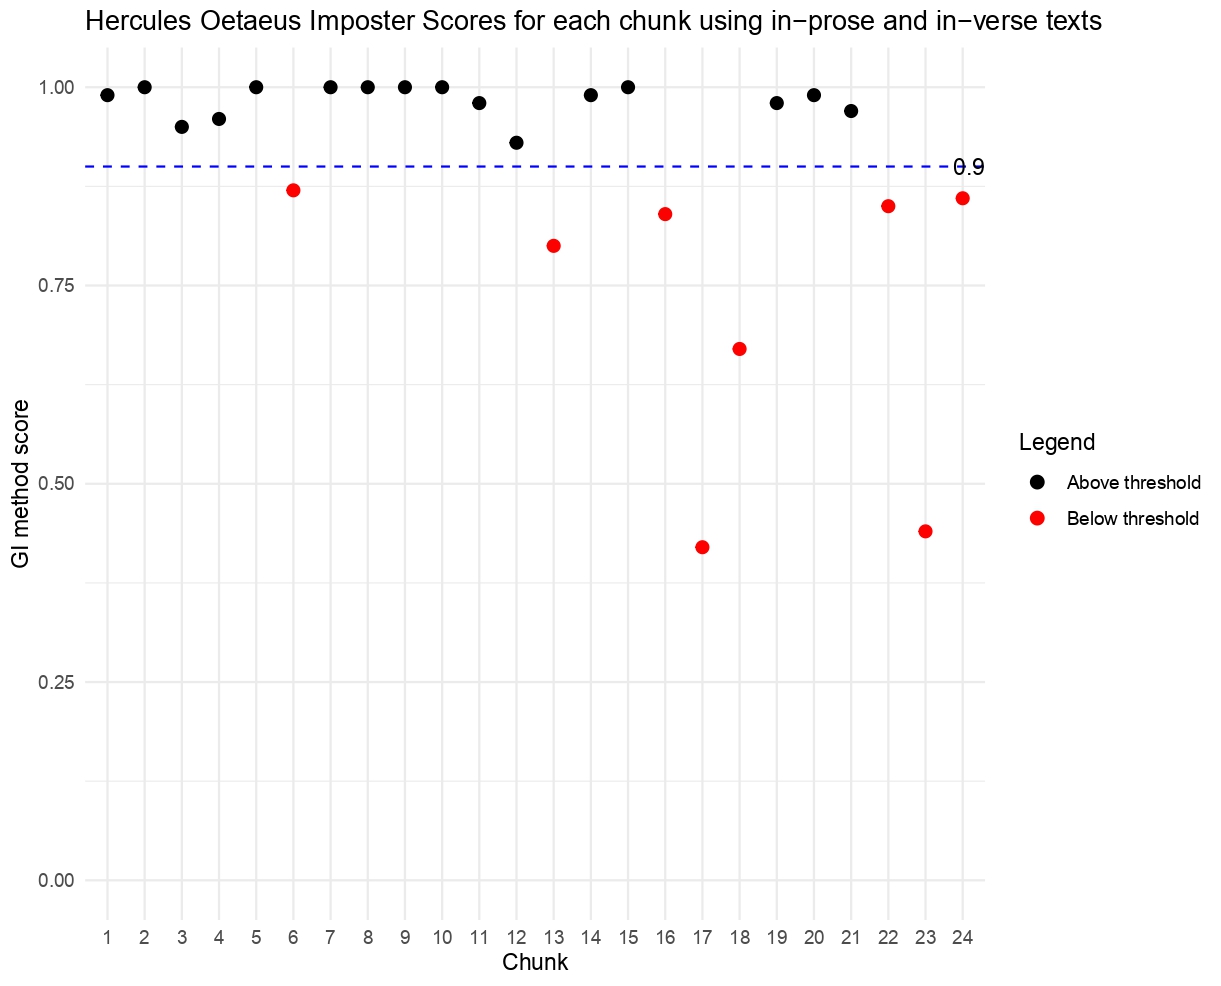 Hercules Oetaeus Imposter Scores for each chunk using in−prose and in−verse texts
1.00
0.9
0.75
0.50
0.25
0.00
GI method score
1 2 3 4 5 6 7 8 9 10 11 12 13 14 15 16 17 18 19 20 21 22 23 24
Chunk
Legend
Above threshold
Below threshold